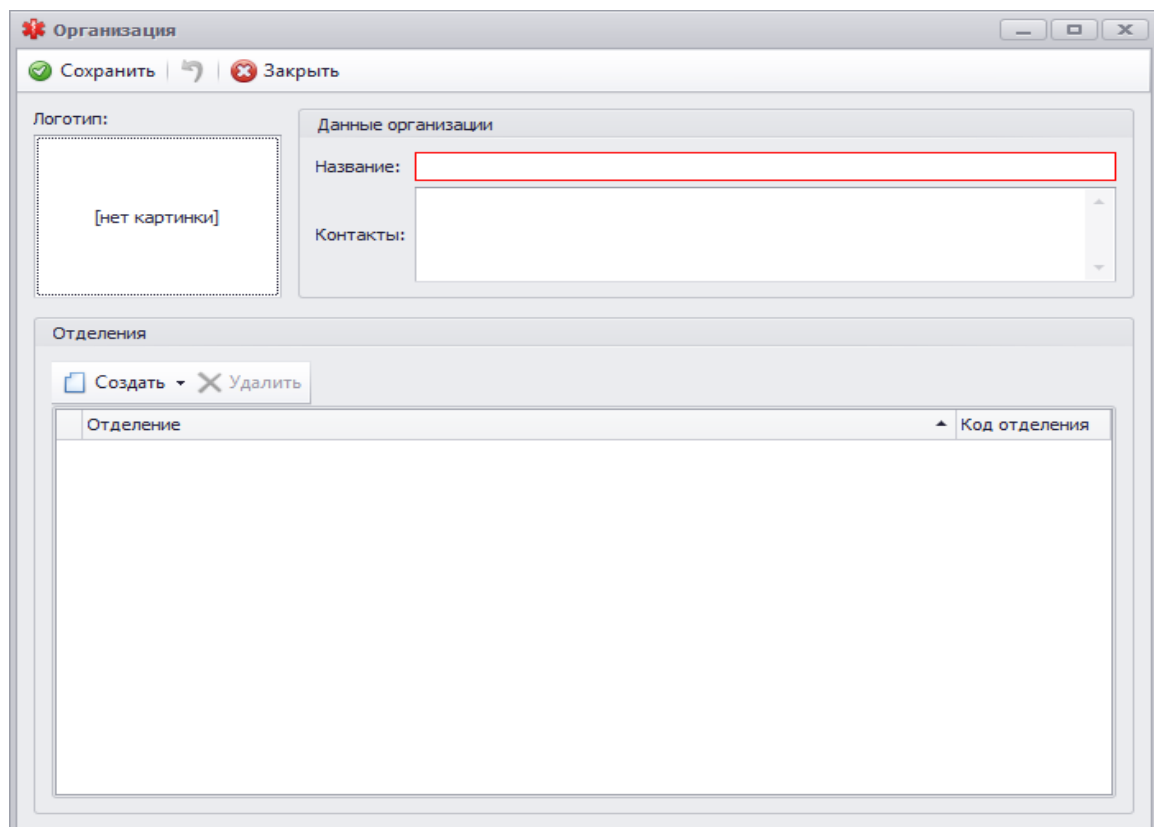 Организация
Сохранить Закрыть
Логотип:
[нет картинки]
Данные организации
Название:
Контакты:
Отделения
Создать Удалить
Отделение Код отделения